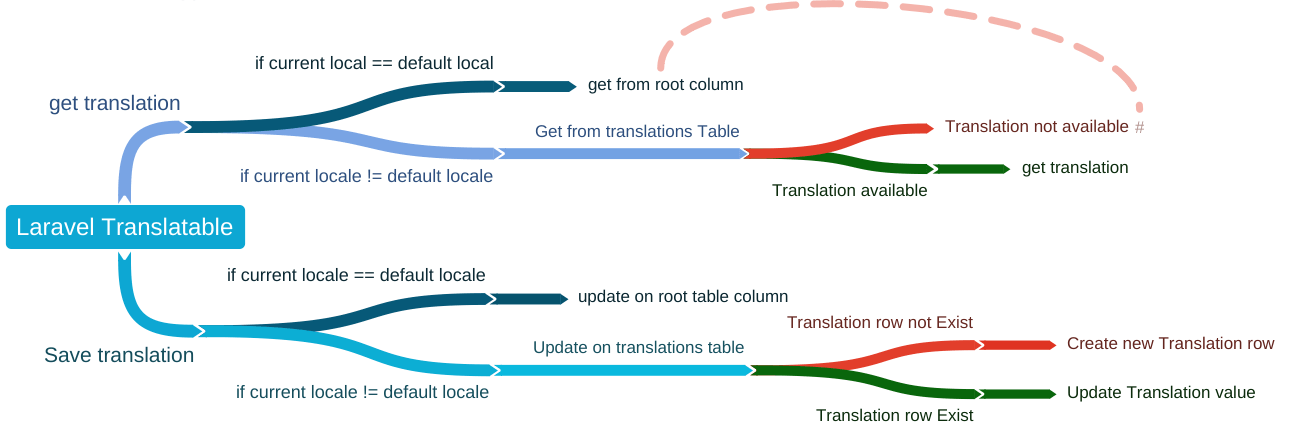 if current local == default local
get from root column
get translation
Get from translations Table
Translation not available #
if current locale != default locale
get translation
Translation available
Laravel Translatable
if current locale == default locale
update on root table column
Translation row not Exist
Save translation
Update on translations table
Create new Translation row
if current locale != default locale
Update Translation value
Translation row Exist